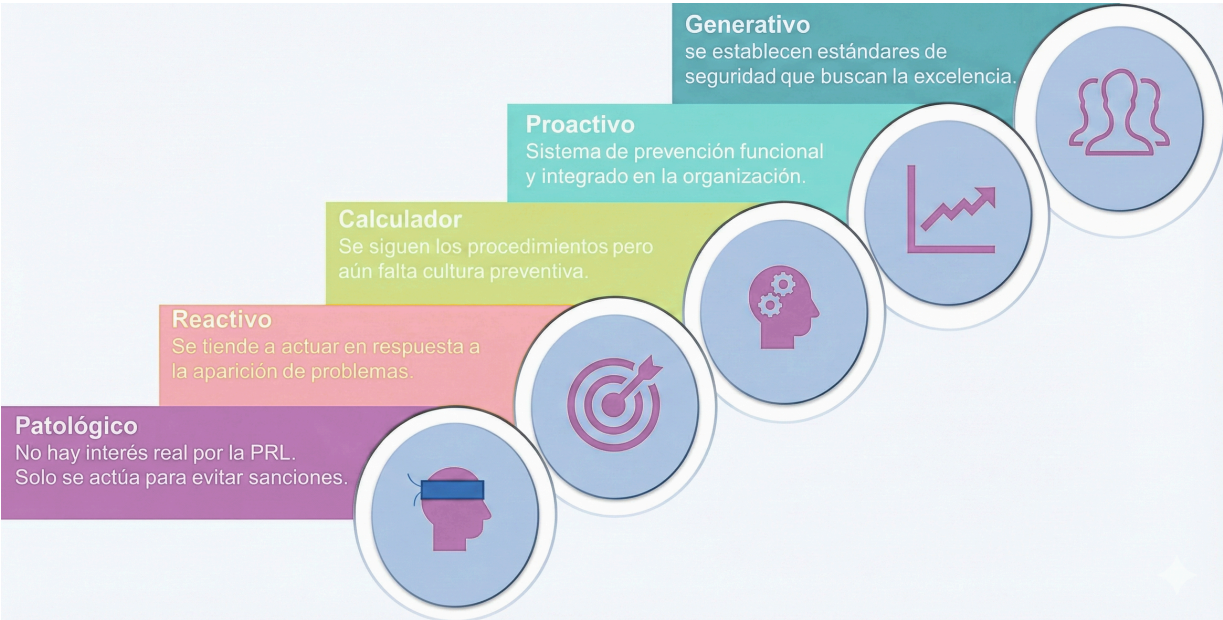 Generativo
se establecen estándares de
seguridad que buscan la excelencia.
Proactivo
Sistema de prevención funcional
y integrado en la organización.
Calculador
Se siguen los procedimientos pero
aún falta cultura preventiva.
Reactivo
Se tiende a actuar en respuesta a
la aparición de problemas.
Patológico
No hay interés real por la PRL.
Solo se actúa para evitar sanciones.